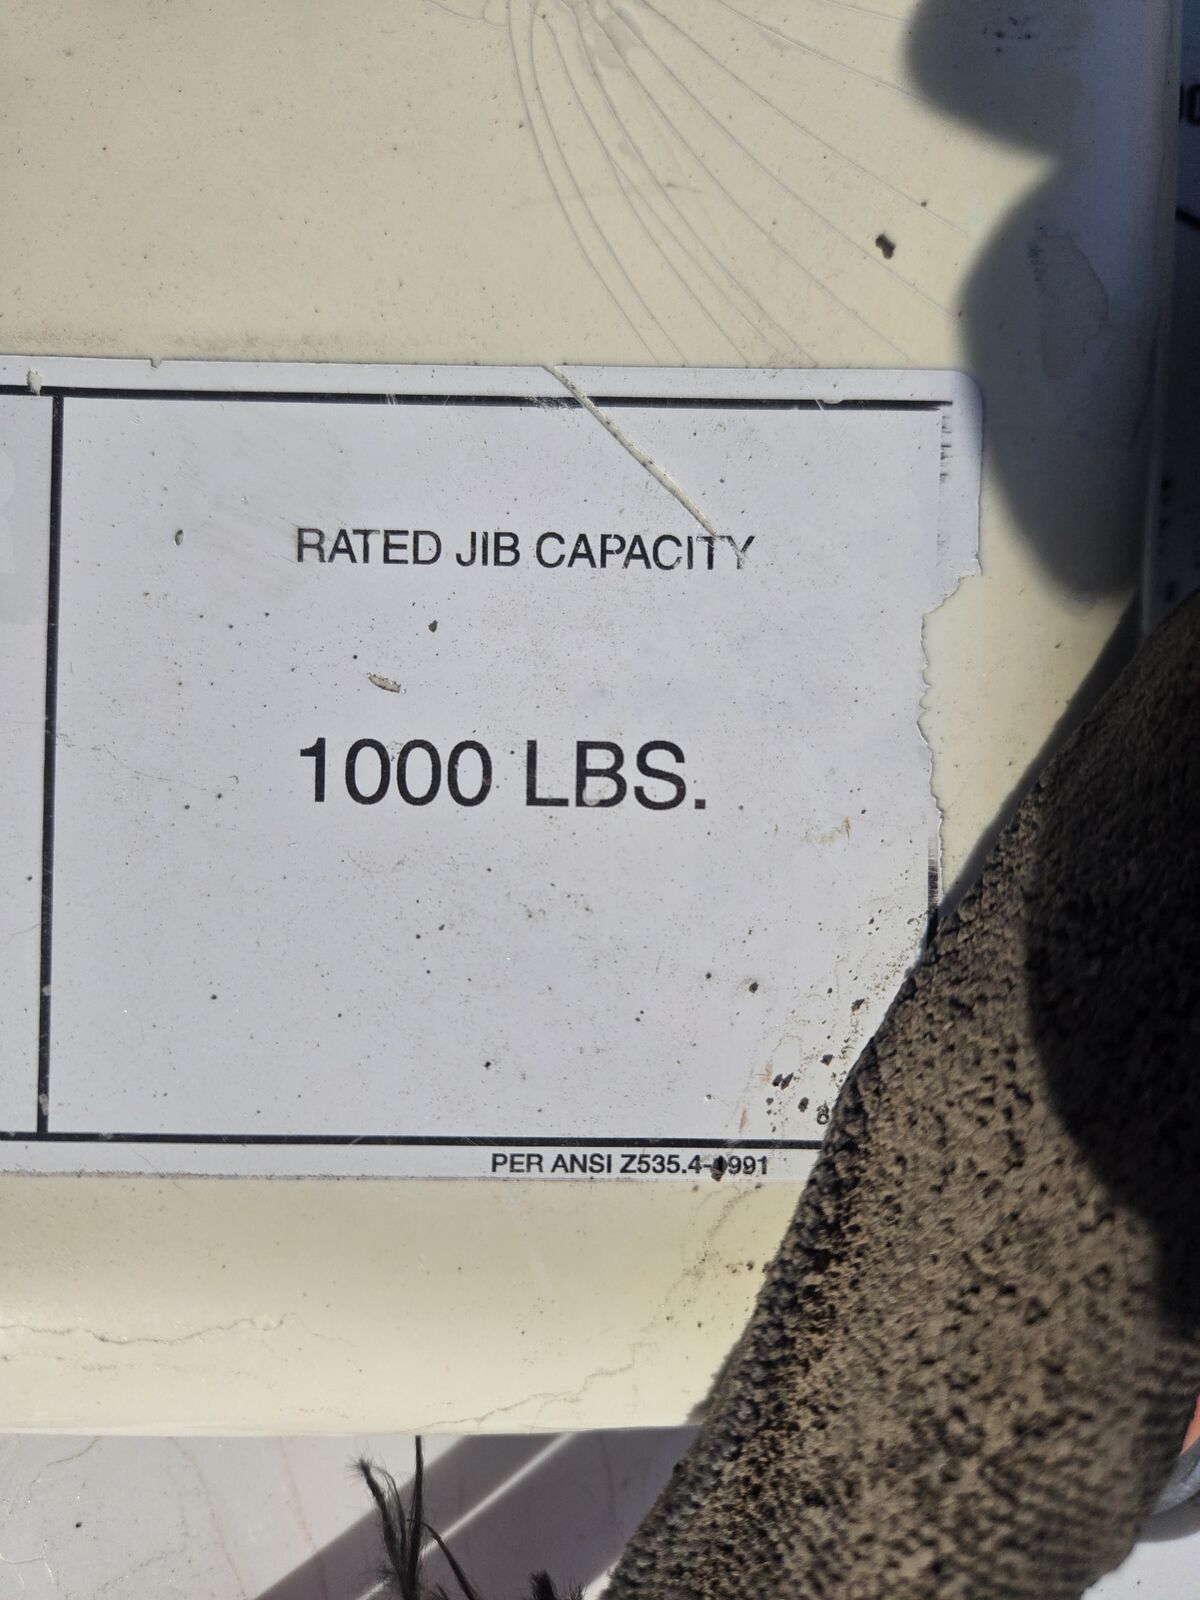 RATED JIB CAPACITY
1000 LBS.
PER ANSI Z535.4-1991